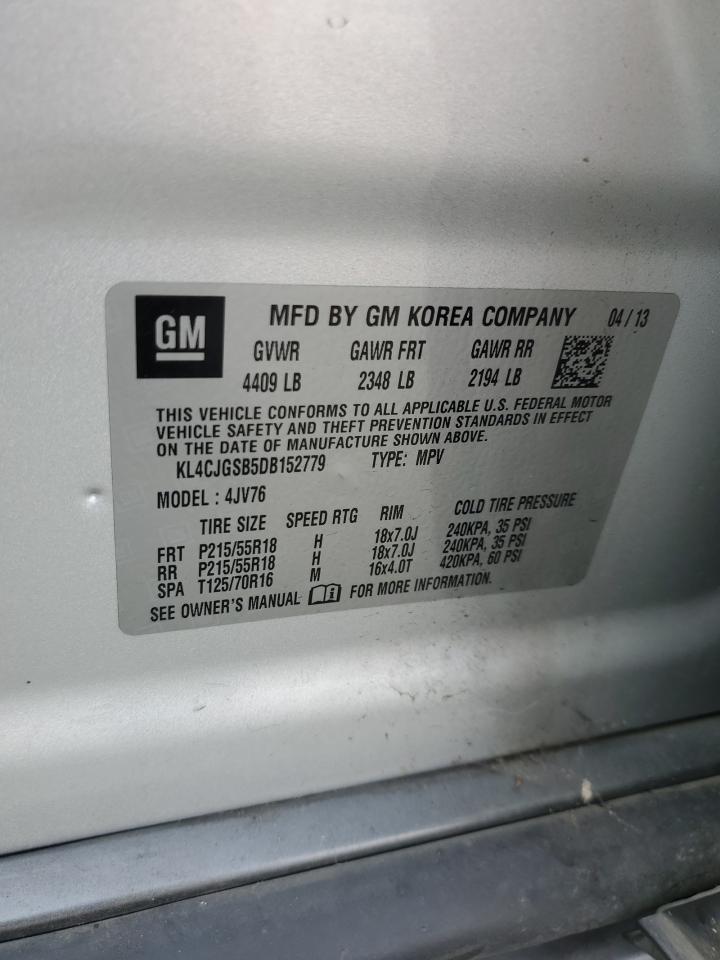 GM MFD BY GM KOREA COMPANY 04 / 13
GVWR GAWR FRT GAWR RR
4409 LB 2348 LB 2194 LB
THIS VEHICLE CONFORMS TO ALL APPLICABLE U.S. FEDERAL MOTOR
VEHICLE SAFETY AND THEFT PREVENTION STANDARDS IN EFFECT
ON THE DATE OF MANUFACTURE SHOWN ABOVE.
KL4CJGSB5DB152779 TYPE: MPV
MODEL : 4JV76
TIRE SIZE SPEED RTG RIM COLD TIRE PRESSURE
FRT P215/55R18 H 18x7.0J 240KPA, 35 PSI
RR P215/55R18 H 18x7.0J 240KPA, 35 PSI
SPA T125/70R16 M 16x4.0T 420KPA, 60 PSI
SEE OWNER'S MANUAL FOR MORE INFORMATION.